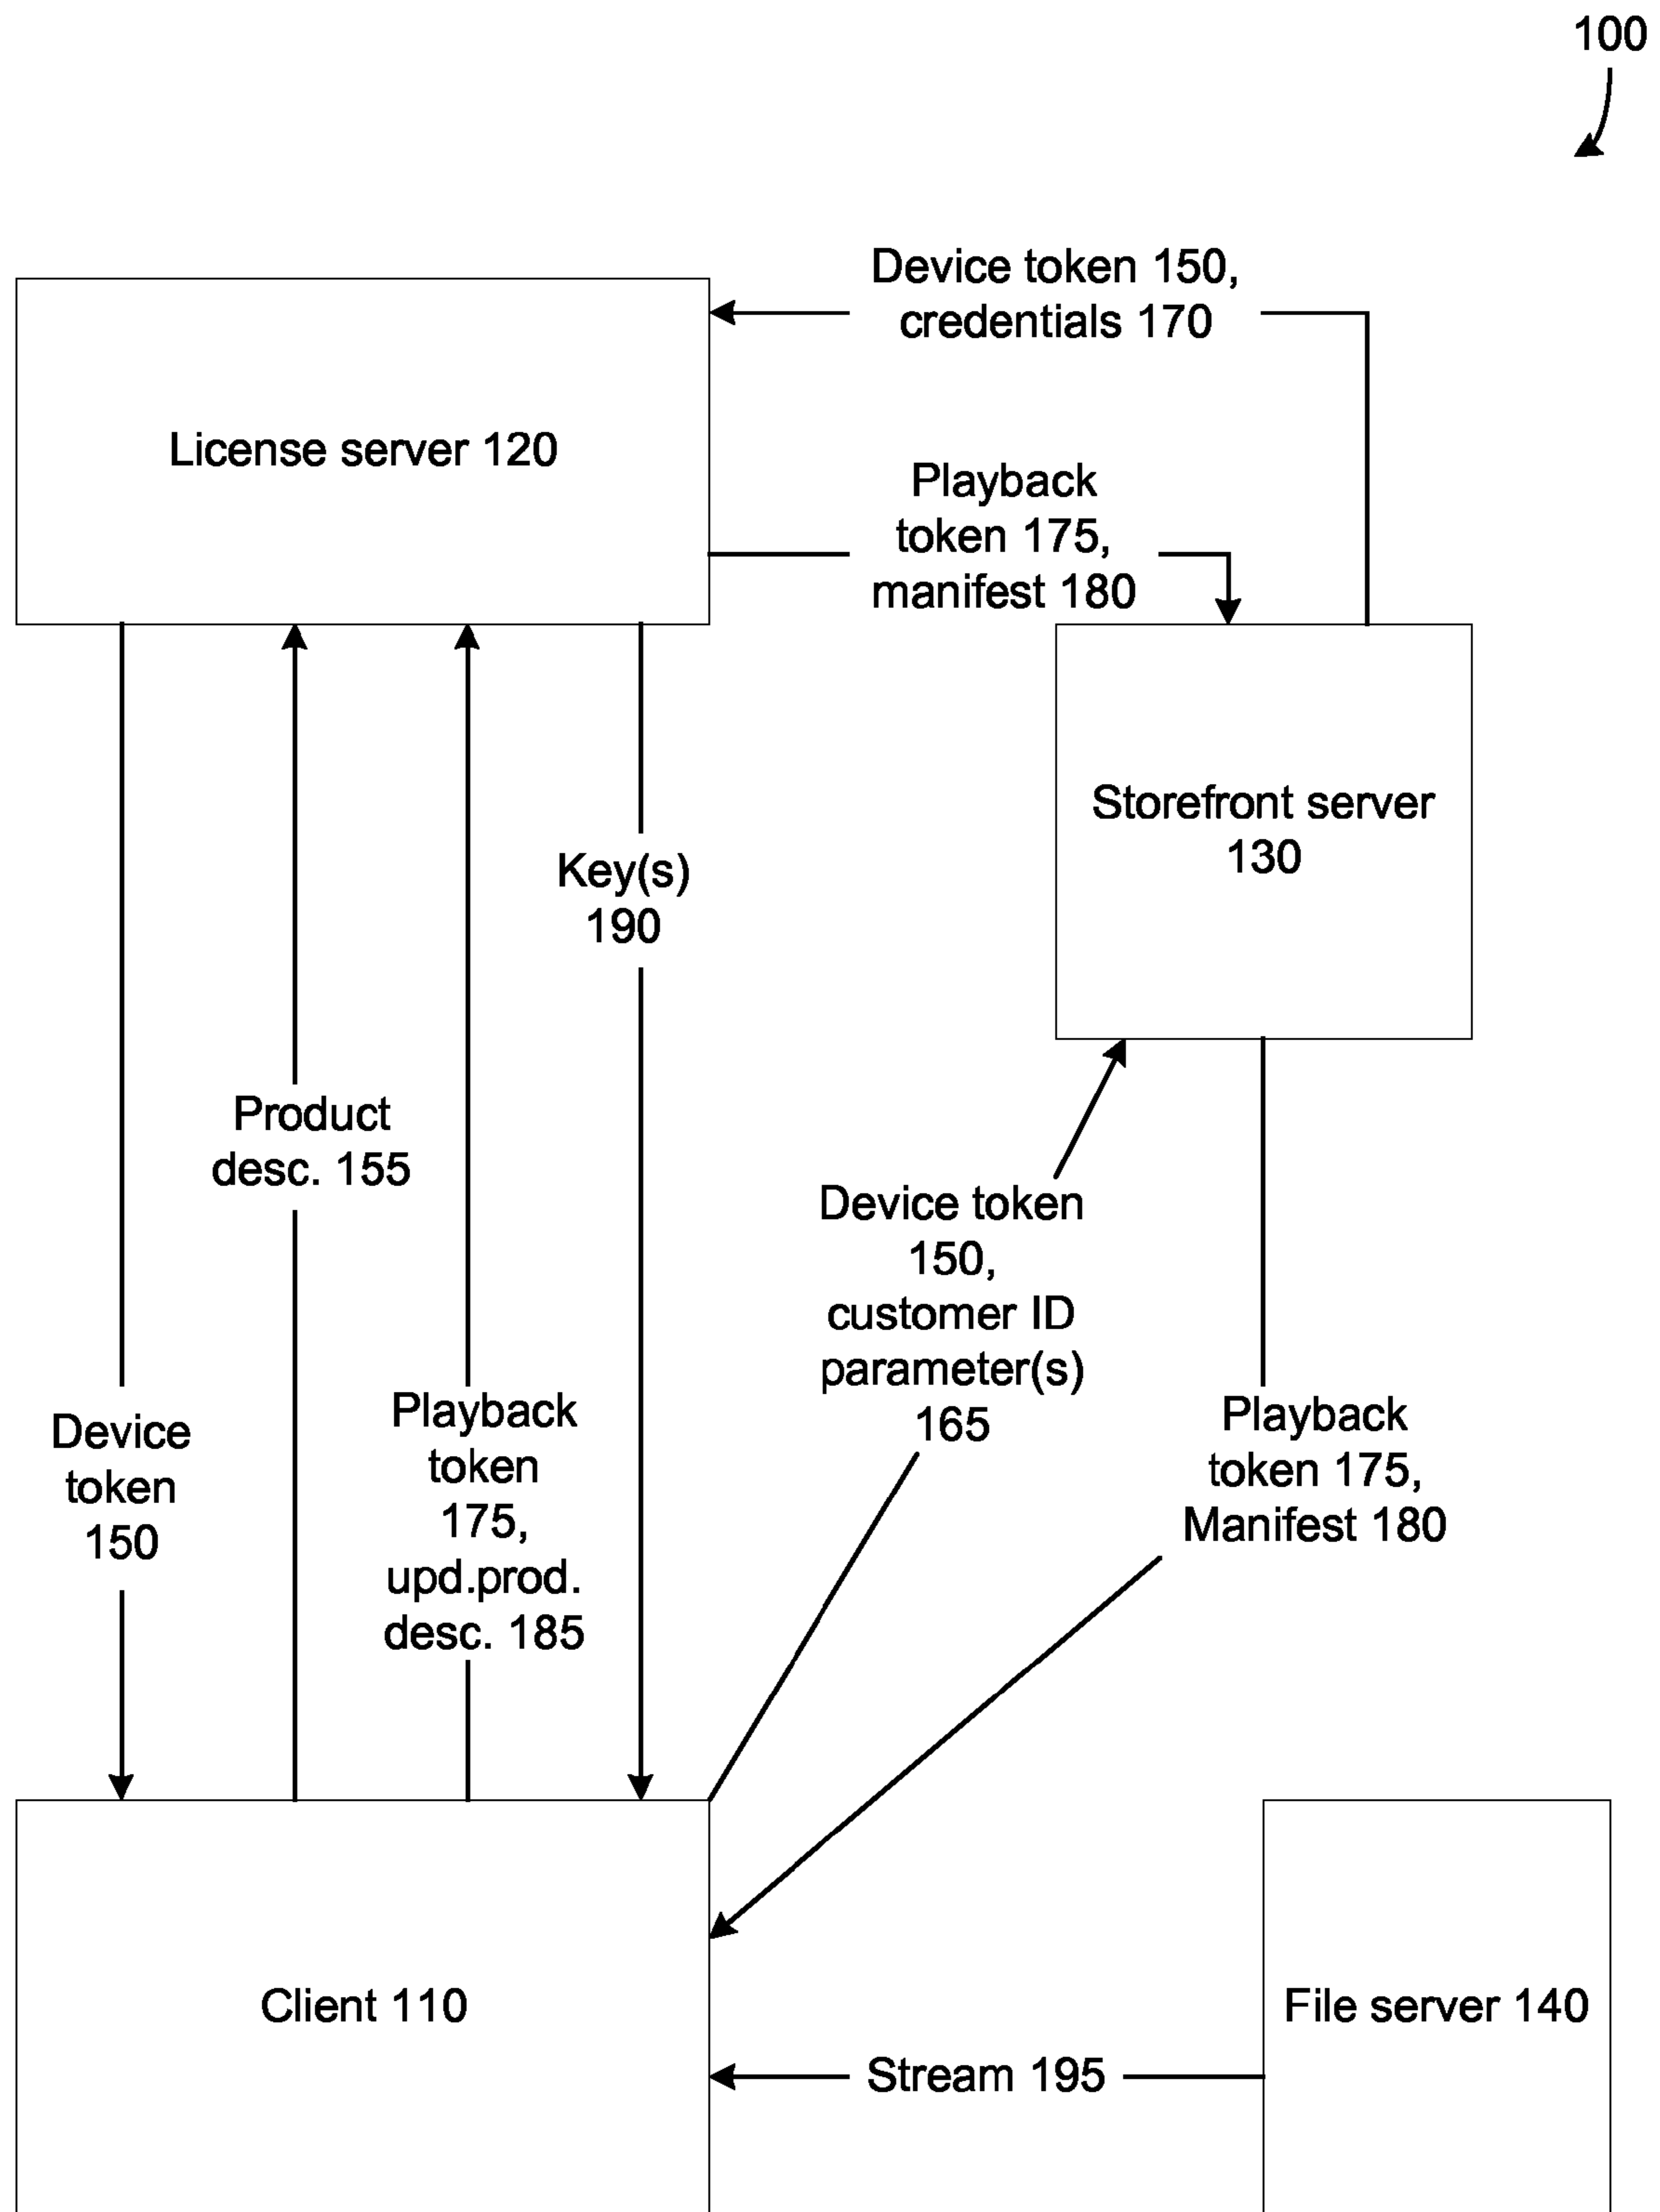 100
Device token 150,
credentials 170
License server 120
Playback
token 175,
manifest 180
Storefront server
130
Key(s)
190
Product
desc. 155
Device token
150,
customer ID
parameter(s)
165
Device
token
150
Playback
token
175,
upd.prod.
desc. 185
Playback
token 175,
Manifest 180
Client 110
File server 140
Stream 195